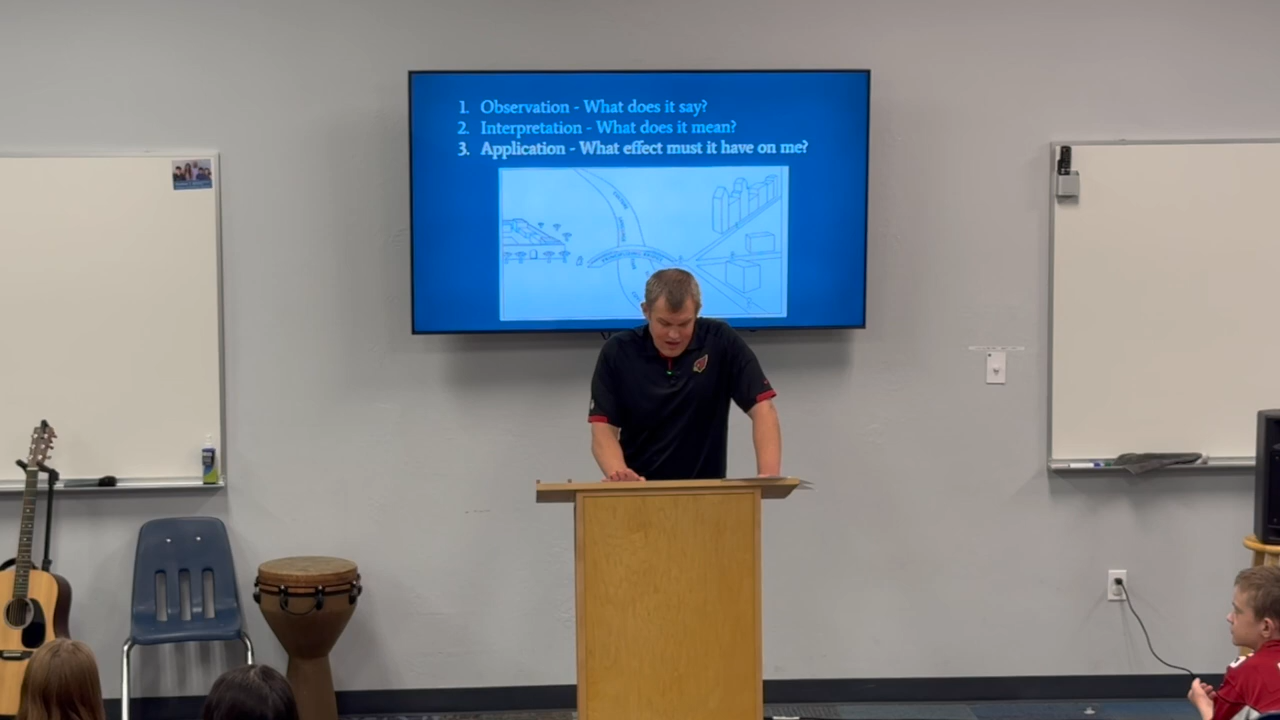 1. Observation - What does it say?
2. Interpretation - What does it mean?
3. Application - What effect must it have on me?